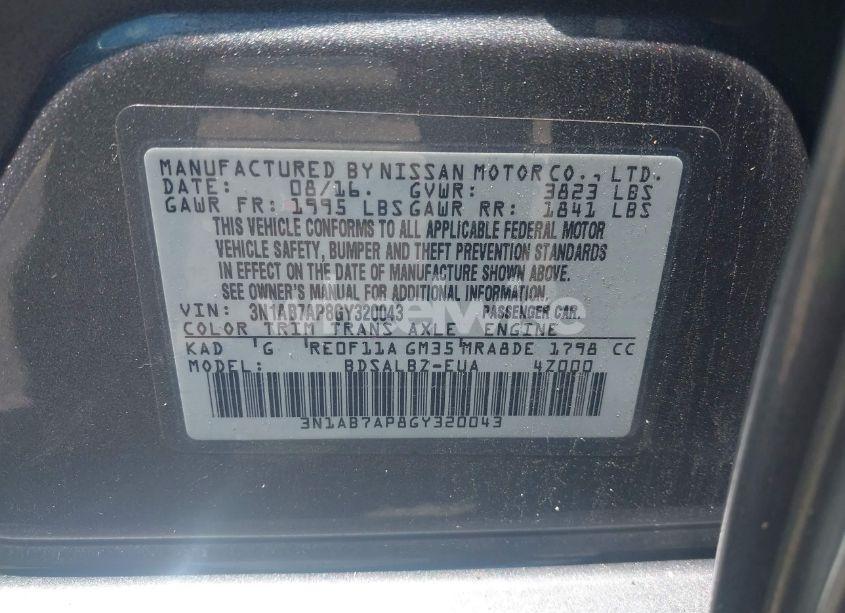 MANUFACTURED BY NISSAN MOTOR CO., LTD.
DATE: 08/16. GVWR: 3823 LBS
GAWR FR: 1995 LBS GAWR RR: 1841 LBS
THIS VEHICLE CONFORMS TO ALL APPLICABLE FEDERAL MOTOR
VEHICLE SAFETY, BUMPER AND THEFT PREVENTION STANDARDS
IN EFFECT ON THE DATE OF MANUFACTURE SHOWN ABOVE.
SEE OWNER'S MANUAL FOR ADDITIONAL INFORMATION.
VIN: 3N1AB7AP8GY320043 PASSENGER CAR.
COLOR TRIM TRANS AXLE ENGINE
KAD G RE0F11A GM35 MRA8DE 1798 CC
MODEL: BDSALBZ-EUA 4Z000
3N1AB7AP8GY320043